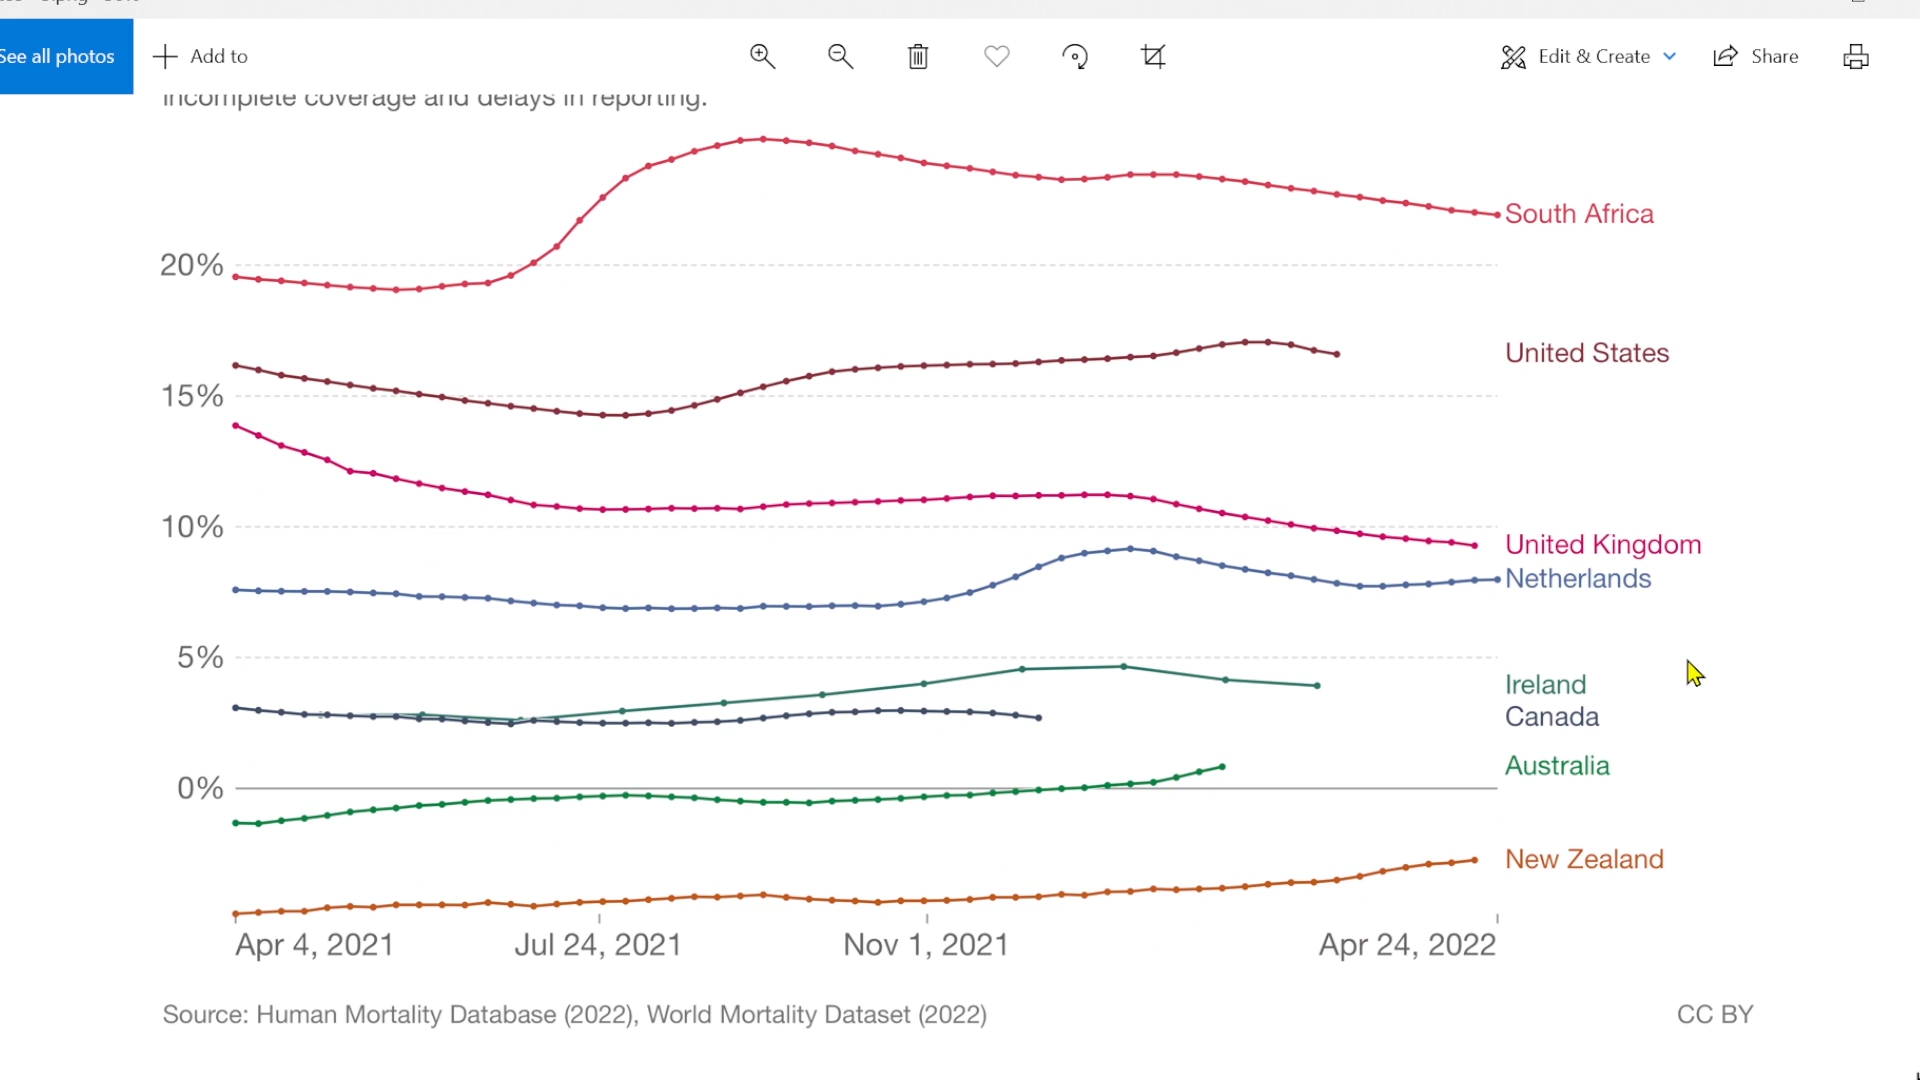 See all photos
Add to
Edit & Create
Share
incomplete coverage and delays in reporting.
South Africa
20%
United States
15%
10%
United Kingdom
Netherlands
5%
Ireland
Canada
Australia
0%
New Zealand
Apr 4, 2021
Jul 24, 2021
Nov 1, 2021
Apr 24, 2022
Source: Human Mortality Database (2022), World Mortality Dataset (2022)
CC BY